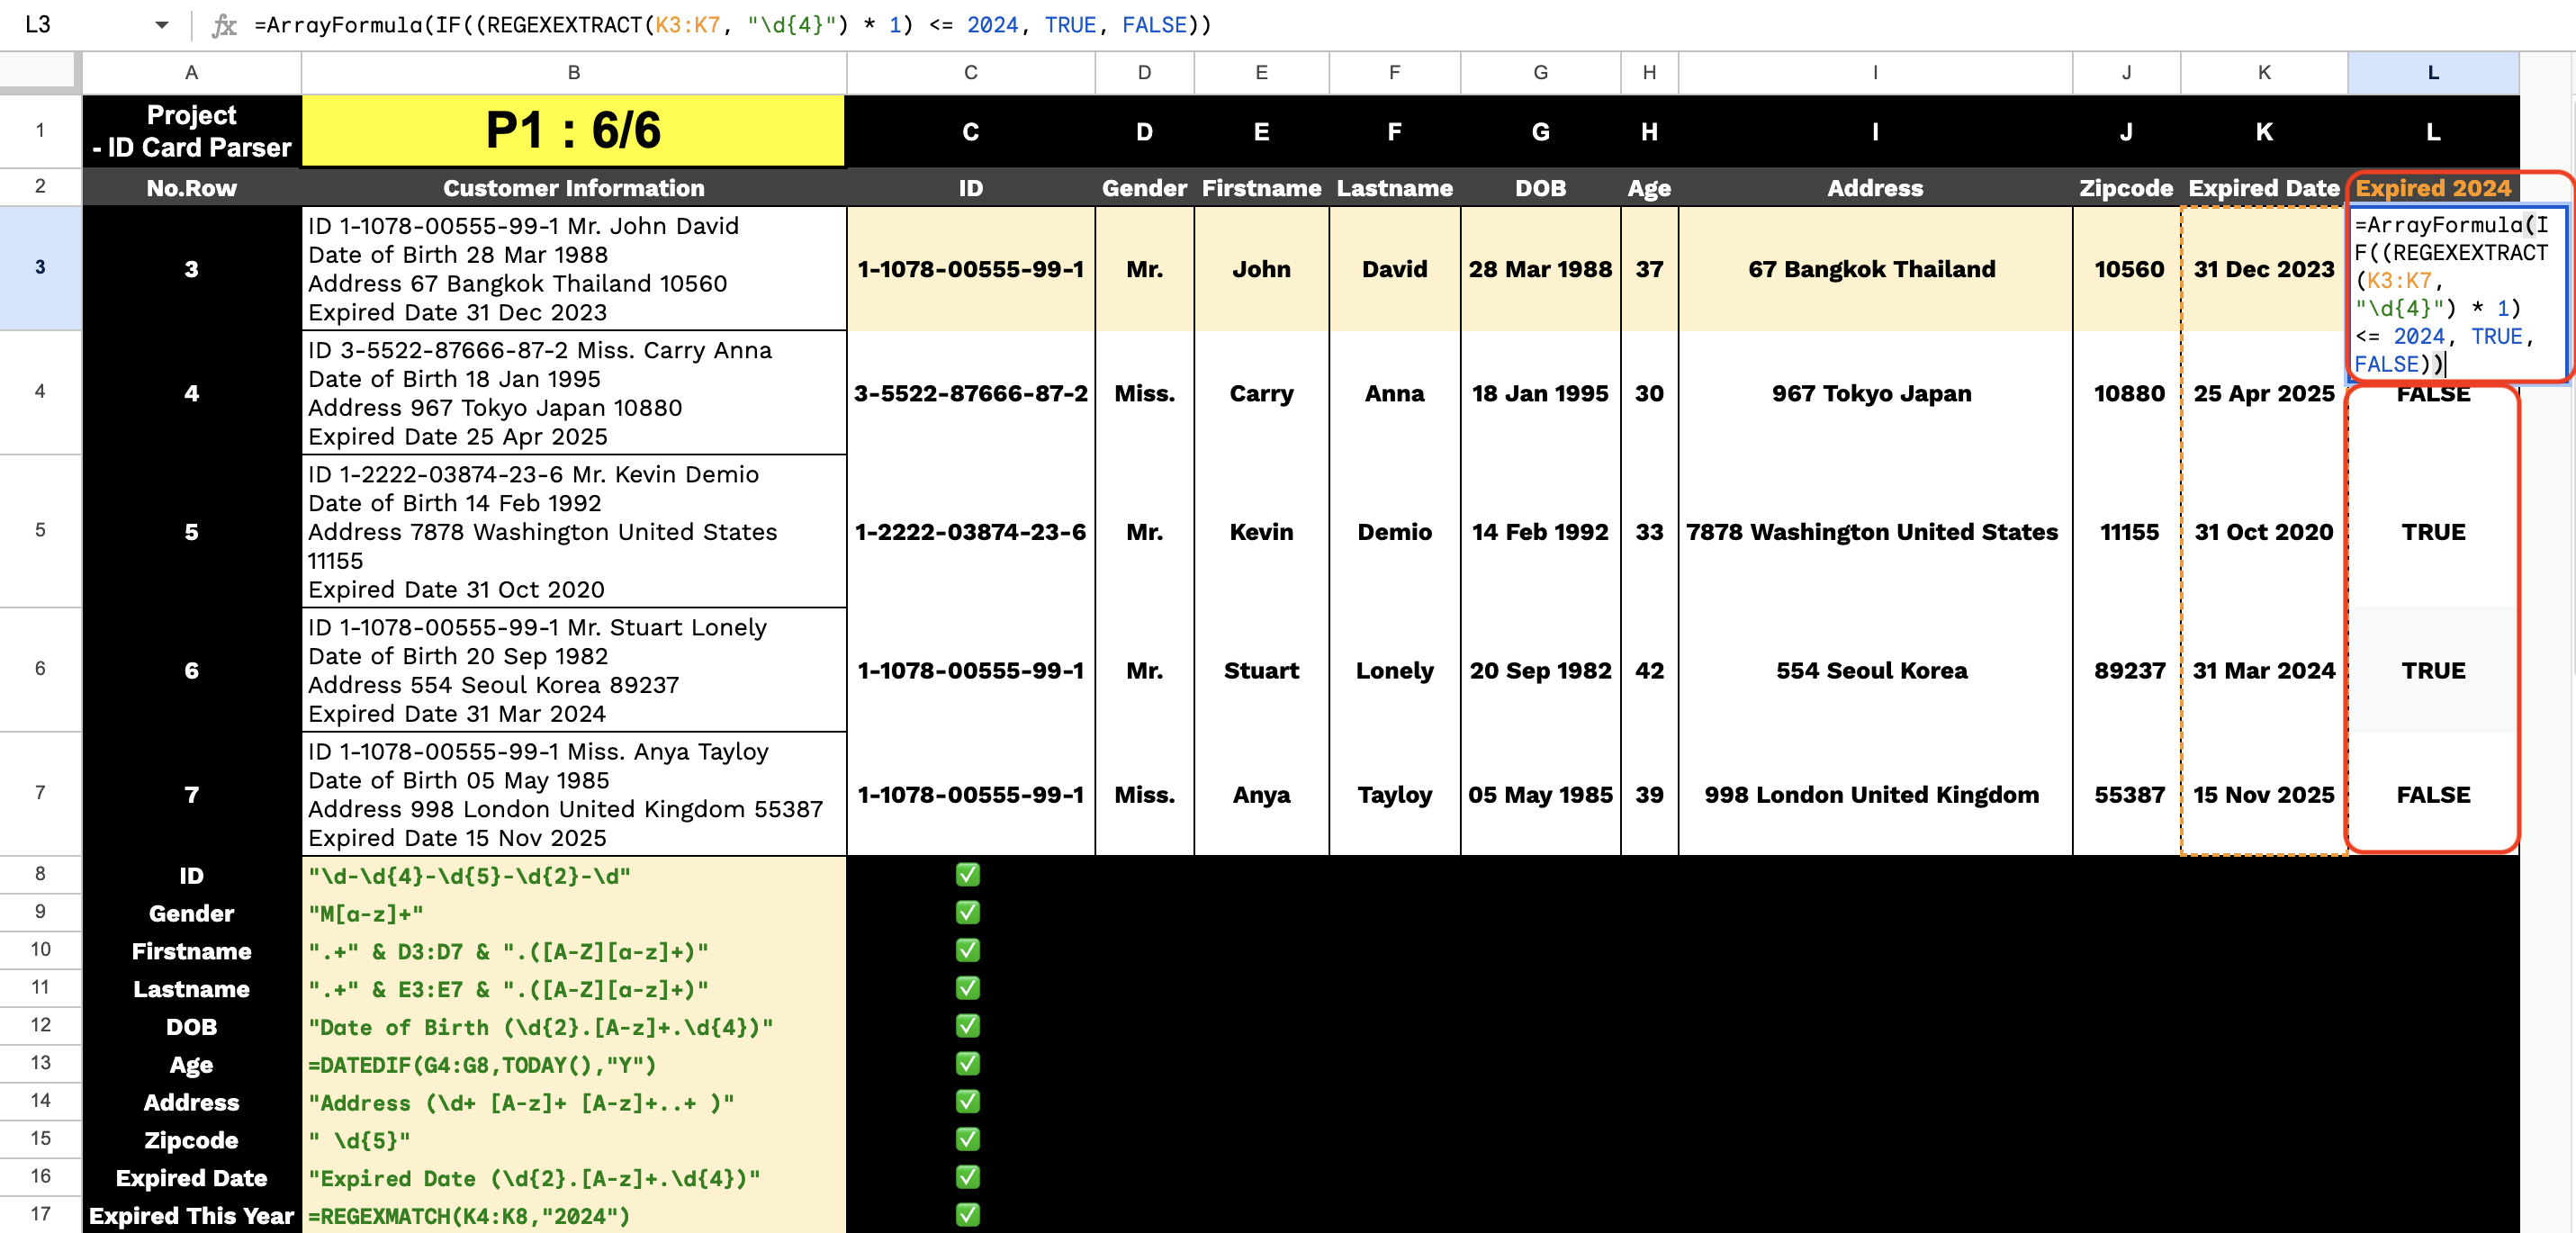 L3 fx =ArrayFormula(IF((REGEXEXTRACT(K3:K7, "\d{4}") * 1) <= 2024, TRUE, FALSE))
A B C D E F G H I J K L
1 Project
- ID Card Parser
P1 : 6/6 C D E F G H I J K L
2 No.Row Customer Information ID Gender Firstname Lastname DOB Age Address Zipcode Expired Date Expired 2024
3 3
ID 1-1078-00555-99-1 Mr. John David
Date of Birth 28 Mar 1988
Address 67 Bangkok Thailand 10560
Expired Date 31 Dec 2023
1-1078-00555-99-1 Mr. John David 28 Mar 1988 37 67 Bangkok Thailand 10560 31 Dec 2023
=ArrayFormula(I
F((REGEXEXTRACT
(K3:K7,
"\d{4}") * 1)
<= 2024, TRUE,
FALSE))
4 4
ID 3-5522-87666-87-2 Miss. Carry Anna
Date of Birth 18 Jan 1995
Address 967 Tokyo Japan 10880
Expired Date 25 Apr 2025
3-5522-87666-87-2 Miss. Carry Anna 18 Jan 1995 30 967 Tokyo Japan 10880 25 Apr 2025 FALSE
5 5
ID 1-2222-03874-23-6 Mr. Kevin Demio
Date of Birth 14 Feb 1992
Address 7878 Washington United States
11155
Expired Date 31 Oct 2020
1-2222-03874-23-6 Mr. Kevin Demio 14 Feb 1992 33 7878 Washington United States 11155 31 Oct 2020 TRUE
6 6
ID 1-1078-00555-99-1 Mr. Stuart Lonely
Date of Birth 20 Sep 1982
Address 554 Seoul Korea 89237
Expired Date 31 Mar 2024
1-1078-00555-99-1 Mr. Stuart Lonely 20 Sep 1982 42 554 Seoul Korea 89237 31 Mar 2024 TRUE
7 7
ID 1-1078-00555-99-1 Miss. Anya Tayloy
Date of Birth 05 May 1985
Address 998 London United Kingdom 55387
Expired Date 15 Nov 2025
1-1078-00555-99-1 Miss. Anya Tayloy 05 May 1985 39 998 London United Kingdom 55387 15 Nov 2025 FALSE
8 ID "\d-\d{4}-\d{5}-\d{2}-\d"
9 Gender "M[a-z]+"
10 Firstname ".+" & D3:D7 & ".([A-Z][a-z]+)"
11 Lastname ".+" & E3:E7 & ".([A-Z][a-z]+)"
12 DOB "Date of Birth (\d{2}.[A-z]+.\d{4})"
13 Age =DATEDIF(G4:G8,TODAY(),"Y")
14 Address "Address (\d+ [A-z]+ [A-z]+..+ )"
15 Zipcode " \d{5}"
16 Expired Date "Expired Date (\d{2}.[A-z]+.\d{4})"
17 Expired This Year =REGEXMATCH(K4:K8,"2024")